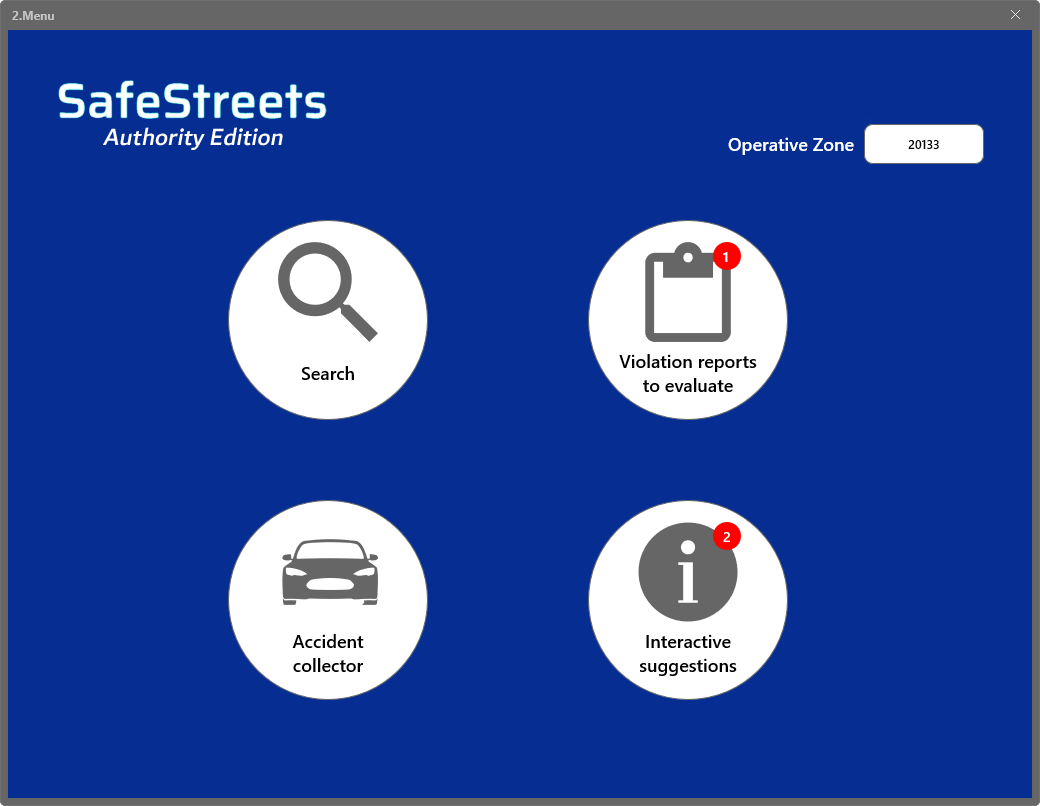 2.Menu
SafeStreets
Authority Edition
Operative Zone
20133
Search
1
Violation reports
to evaluate
Accident
collector
2
Interactive
suggestions